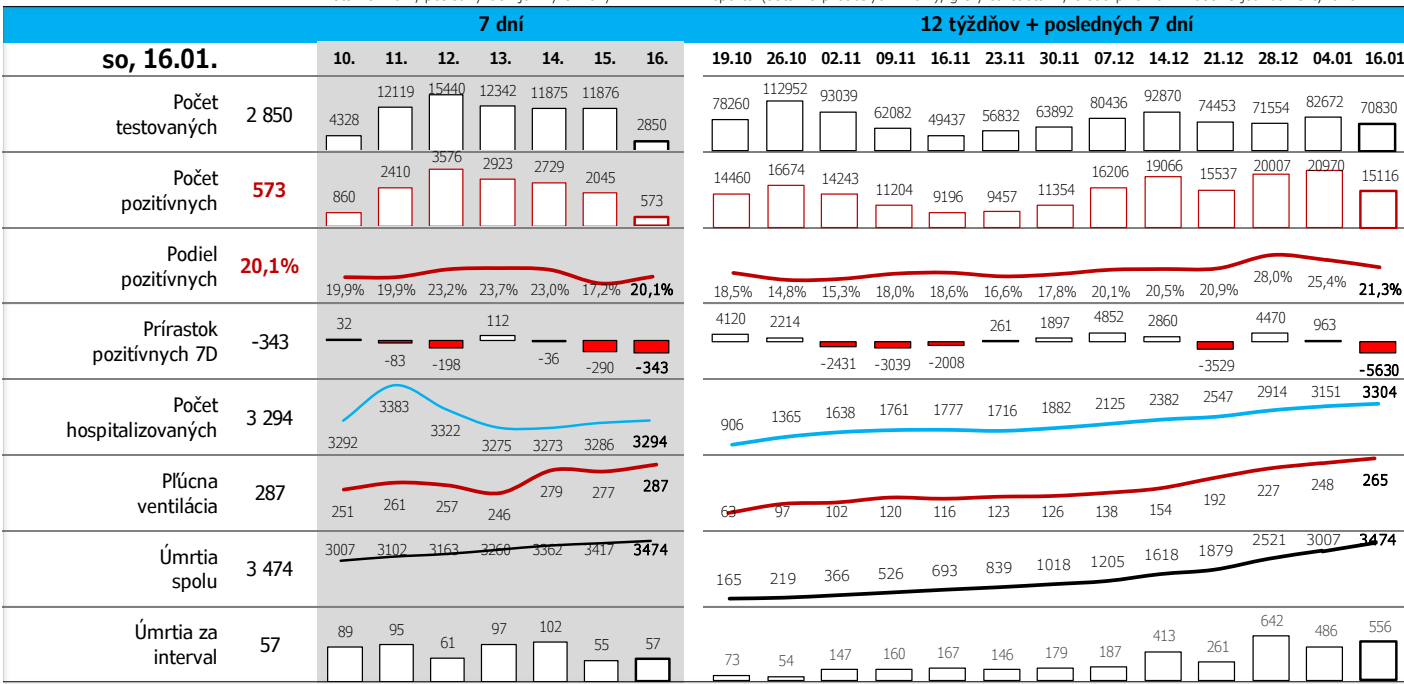 7 dní 12 týždňov + posledných 7 dní
so, 16.01. 10. 11. 12. 13. 14. 15. 16. 19.10 26.10 02.11 09.11 16.11 23.11 30.11 07.12 14.12 21.12 28.12 04.01 16.01
Počet
testovaných 2 850 4328 12119 15440 12342 11875 11876 2850 78260 112952 93039 62082 49437 56832 63892 80436 92870 74453 71554 82672 70830
Počet
pozitívnych 573 860 2410 3576 2923 2729 2045 573 14460 16674 14243 11204 9196 9457 11354 16206 19066 15537 20007 20970 15116
Podiel
pozitívnych 20,1% 19,9% 19,9% 23,2% 23,7% 23,0% 17,2% 20,1% 18,5% 14,8% 15,3% 18,0% 18,6% 16,6% 17,8% 20,1% 20,5% 20,9% 28,0% 25,4% 21,3%
Prírastok
pozitívnych 7D -343 32 -83 -198 112 -36 -290 -343 4120 2214 -2431 -3039 -2008 261 1897 4852 2860 -3529 4470 963 -5630
Počet
hospitalizovaných 3 294 3292 3383 3322 3275 3273 3286 3294 906 1365 1638 1761 1777 1716 1882 2125 2382 2547 2914 3151 3304
Pľúcna
ventilácia 287 251 261 257 246 279 277 287 63 97 102 120 116 123 126 138 154 192 227 248 265
Úmrtia
spolu 3 474 3007 3102 3163 3260 3362 3417 3474 165 219 366 526 693 839 1018 1205 1618 1879 2521 3007 3474
Úmrtia za
interval 57 89 95 61 97 102 55 57 73 54 147 160 167 146 179 187 413 261 642 486 556